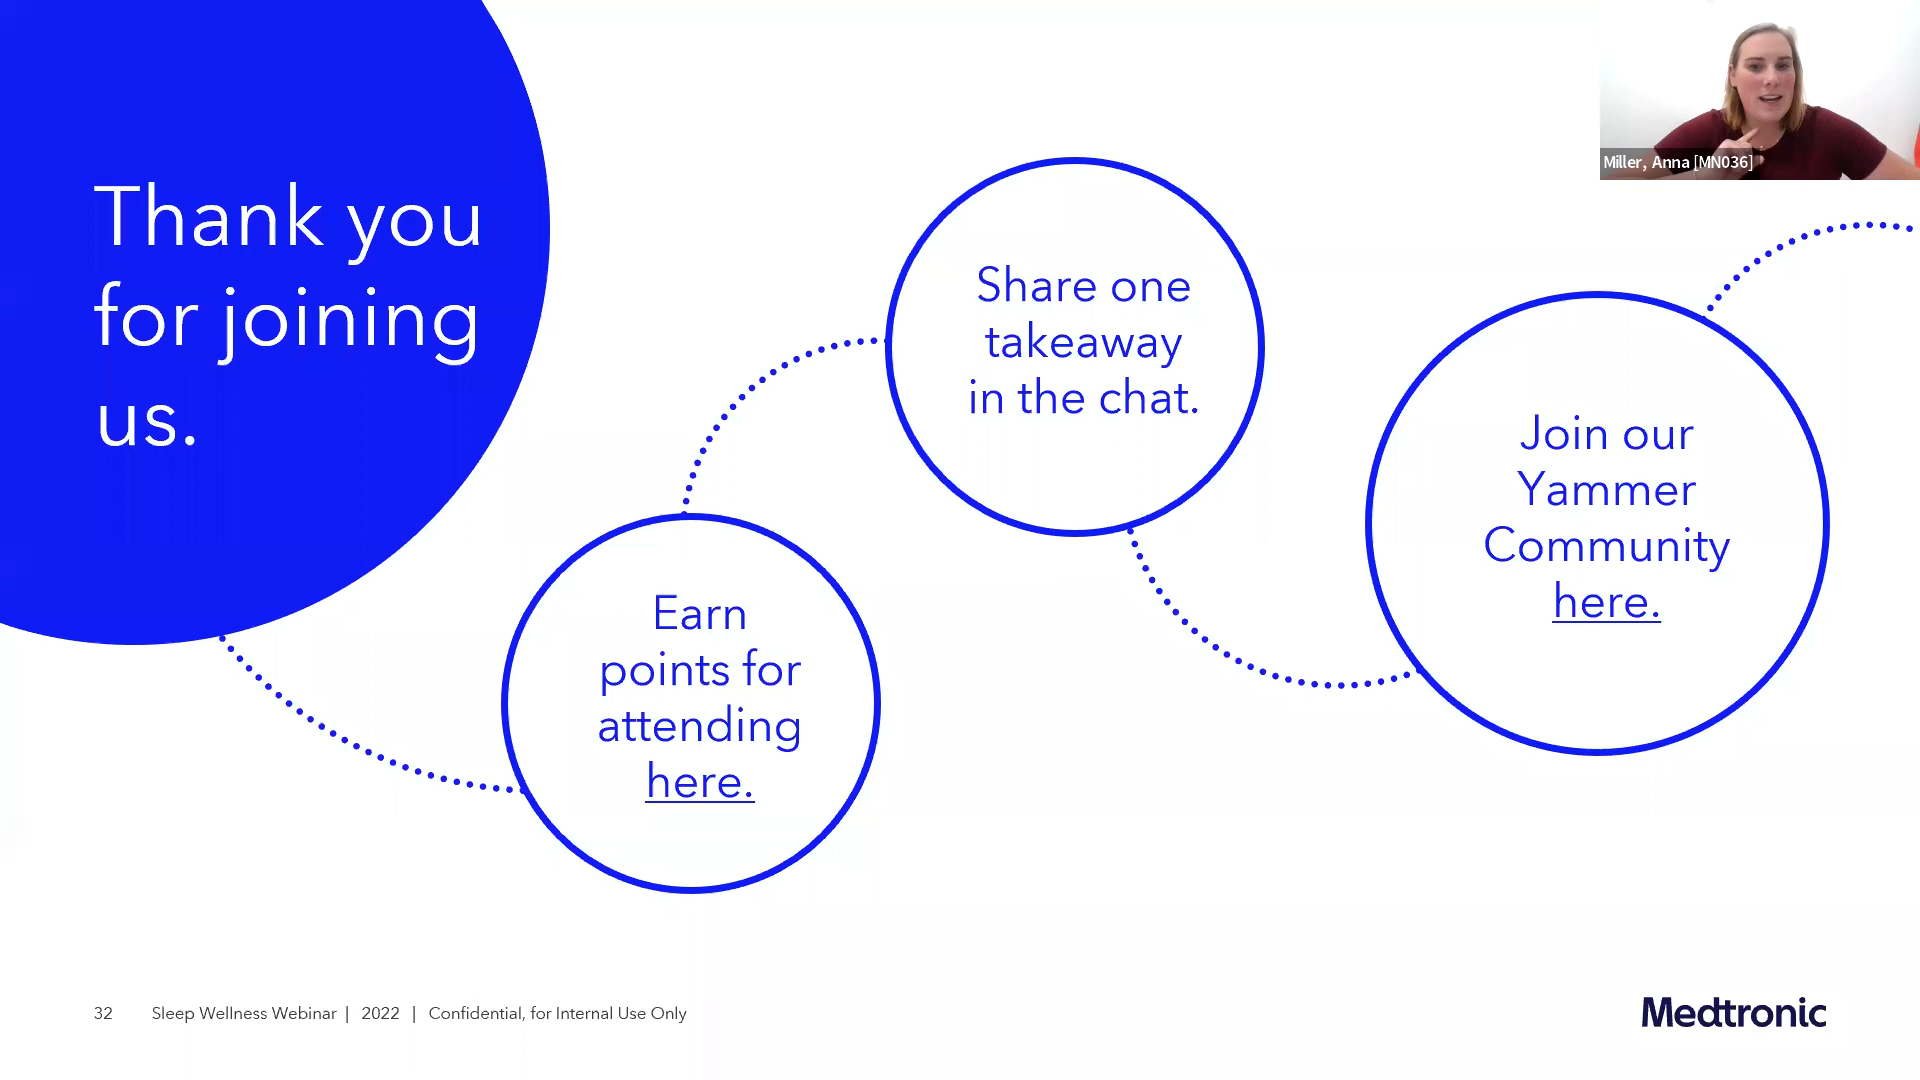 Thank you
for joining
us.
Earn
points for
attending
here.
Share one
takeaway
in the chat.
Join our
Yammer
Community
here.
Miller, Anna [MN036]
32 Sleep Wellness Webinar | 2022 | Confidential, for Internal Use Only
Medtronic